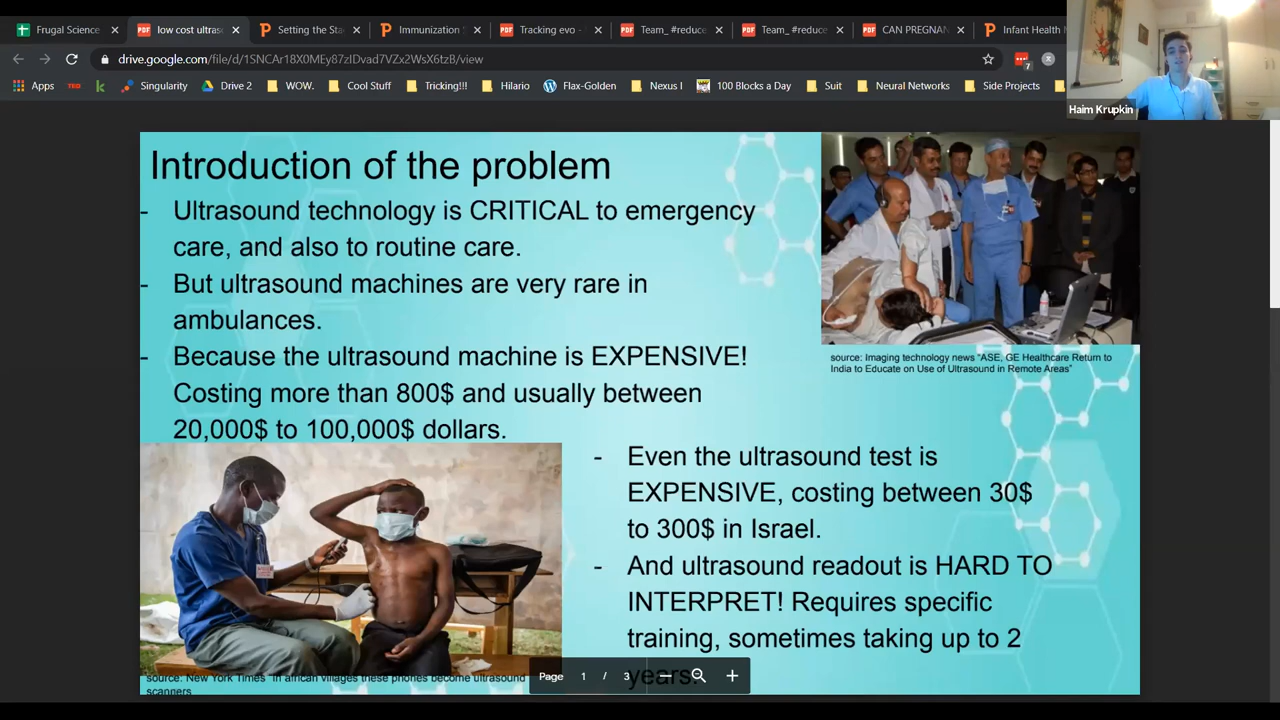 Frugal Science
low cost ultras
Setting the Sta
Immunization
Tracking evo -
Team_ #reduce
Team_ #reduce
CAN PREGNAN
Infant Health
drive.google.com/file/d/1SNCAr18X0MEy87zIDvad7VZx2WsX6tzB/view
7
Apps
TED
k
Singularity
Drive 2
WOW.
Cool Stuff
Tricking!!!
Hilario
Flax-Golden
Nexus I
100 Blocks a Day
Suit
Neural Networks
Side Projects
Haim Krupkin
Introduction of the problem
- Ultrasound technology is CRITICAL to emergency
care, and also to routine care.
- But ultrasound machines are very rare in
ambulances.
- Because the ultrasound machine is EXPENSIVE!
Costing more than 800$ and usually between
20,000$ to 100,000$ dollars.
source: Imaging technology news "ASE, GE Healthcare Return to
India to Educate on Use of Ultrasound in Remote Areas"
- Even the ultrasound test is
EXPENSIVE, costing between 30$
to 300$ in Israel.
- And ultrasound readout is HARD TO
INTERPRET! Requires specific
training, sometimes taking up to 2
years.
source: New York Times "In african villages these phones become ultrasound
scanners
Page 1 / 3